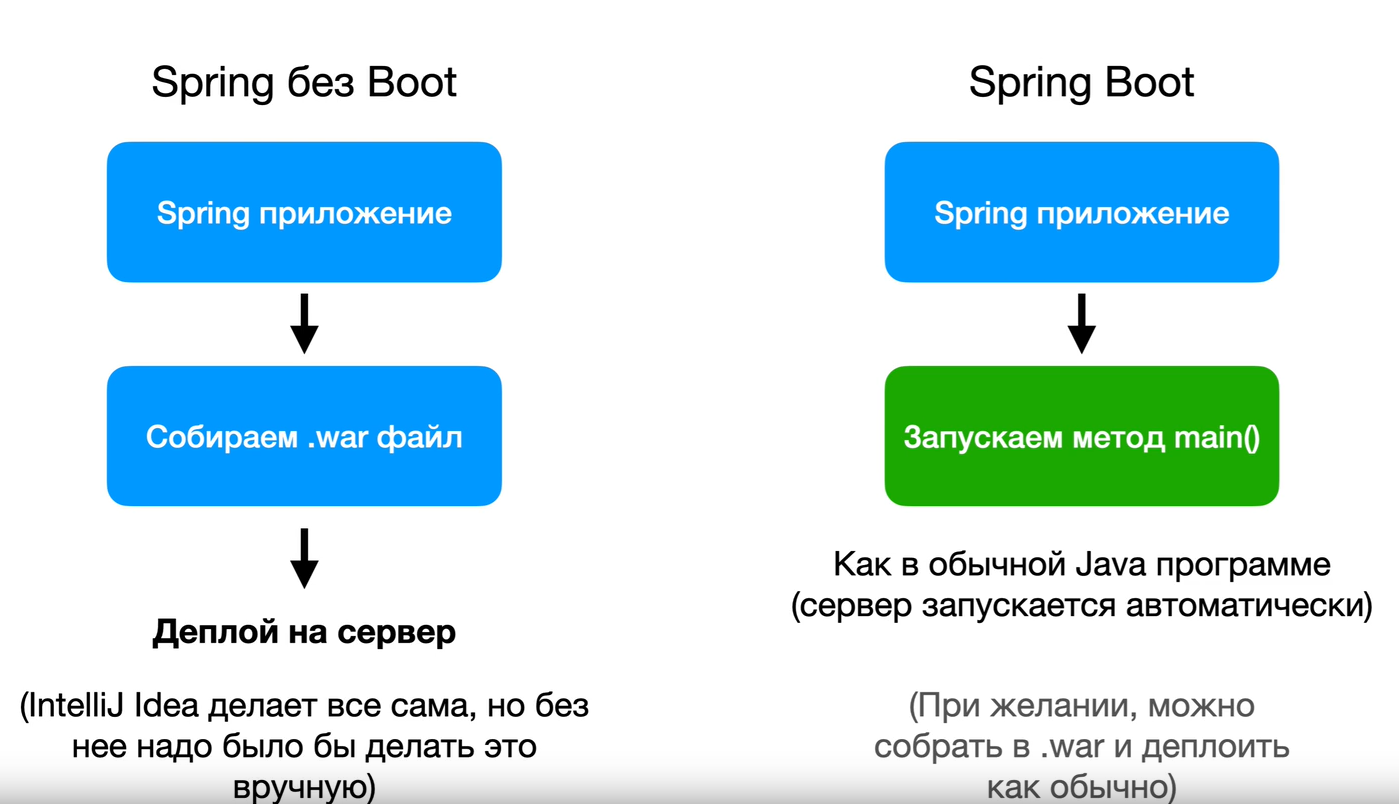 Spring без Boot
Spring приложение
Собираем .war файл
Деплой на сервер
(IntelliJ Idea делает все сама, но без
нее надо было бы делать это
вручную)
Spring Boot
Spring приложение
Запускаем метод main()
Как в обычной Java программе
(сервер запускается автоматически)
(При желании, можно
собрать в .war и деплоить
как обычно)